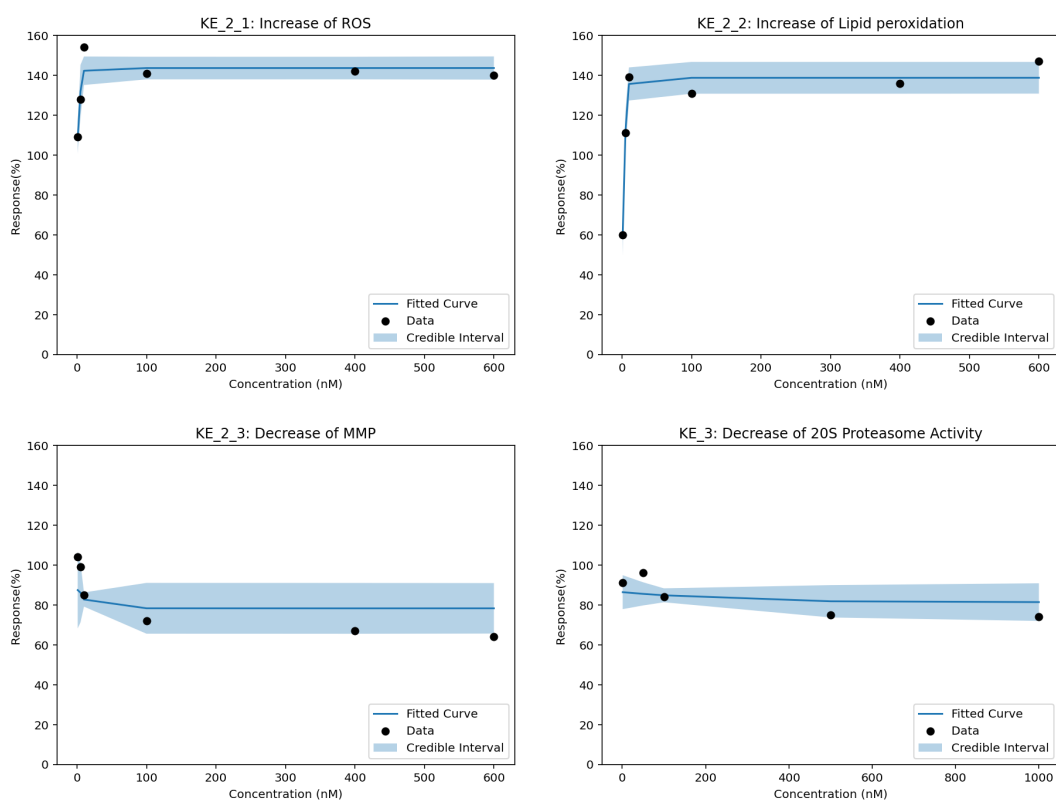 KE_2_1: Increase of ROS
160
140
120
100
80
60
40
20
0
Response(%)
Fitted Curve
Data
Credible Interval
0 100 200 300 400 500 600
Concentration (nM)
KE_2_2: Increase of Lipid peroxidation
160
140
120
100
80
60
40
20
0
Response(%)
Fitted Curve
Data
Credible Interval
0 100 200 300 400 500 600
Concentration (nM)
KE_2_3: Decrease of MMP
160
140
120
100
80
60
40
20
0
Response(%)
Fitted Curve
Data
Credible Interval
0 100 200 300 400 500 600
Concentration (nM)
KE_3: Decrease of 20S Proteasome Activity
160
140
120
100
80
60
40
20
0
Response(%)
Fitted Curve
Data
Credible Interval
0 200 400 600 800 1000
Concentration (nM)